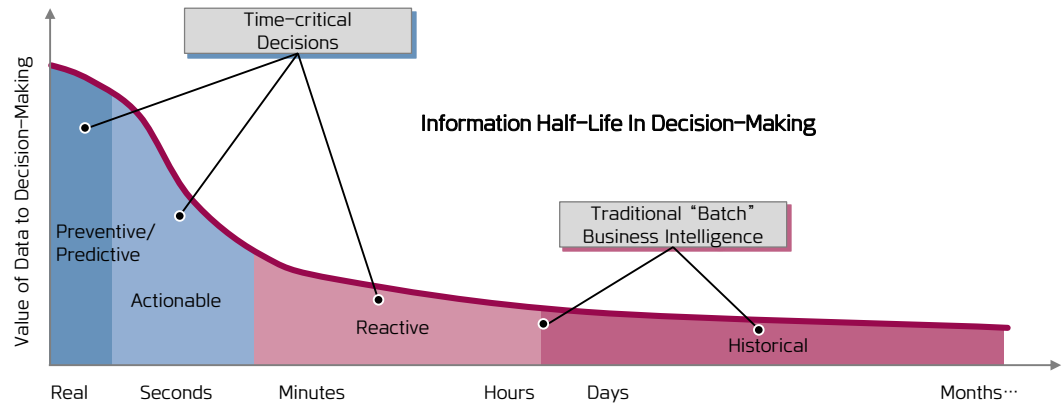 Time-critical
Decisions
Information Half-Life In Decision-Making
Traditional “Batch”
Business Intelligence
Value of Data to Decision-Making
Preventive/
Predictive
Actionable
Reactive
Historical
Real
Seconds
Minutes
Hours
Days
Months⋯